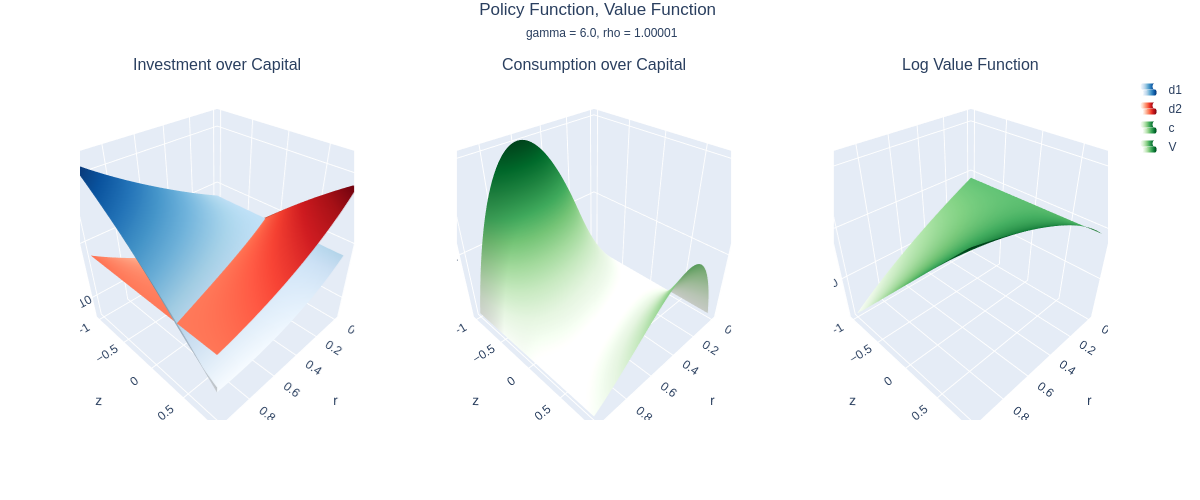 Policy Function, Value Function
gamma = 6.0, rho = 1.00001
Investment over Capital
Consumption over Capital
Log Value Function
d1
d2
c
V
10
−1
−0.5
0
0.5
z
0
0.2
0.4
0.6
0.8
r
−1
−0.5
0
0.5
z
0
0.2
0.4
0.6
0.8
r
0
−1
−0.5
0
0.5
z
0
0.2
0.4
0.6
0.8
r